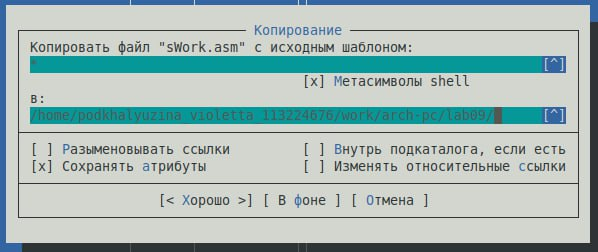 Копирование
Копировать файл "sWork.asm" с исходным шаблоном:
* [^]
[x] Метасимволы shell
в:
/home/podkhalyuzina_violetta_113224676/work/arch-pc/lab09/ [^]
[ ] Разыменовывать ссылки [ ] Внутрь подкаталога, если есть
[x] Сохранять атрибуты [ ] Изменять относительные ссылки
[< Хорошо >] [ В фоне ] [ Отмена ]